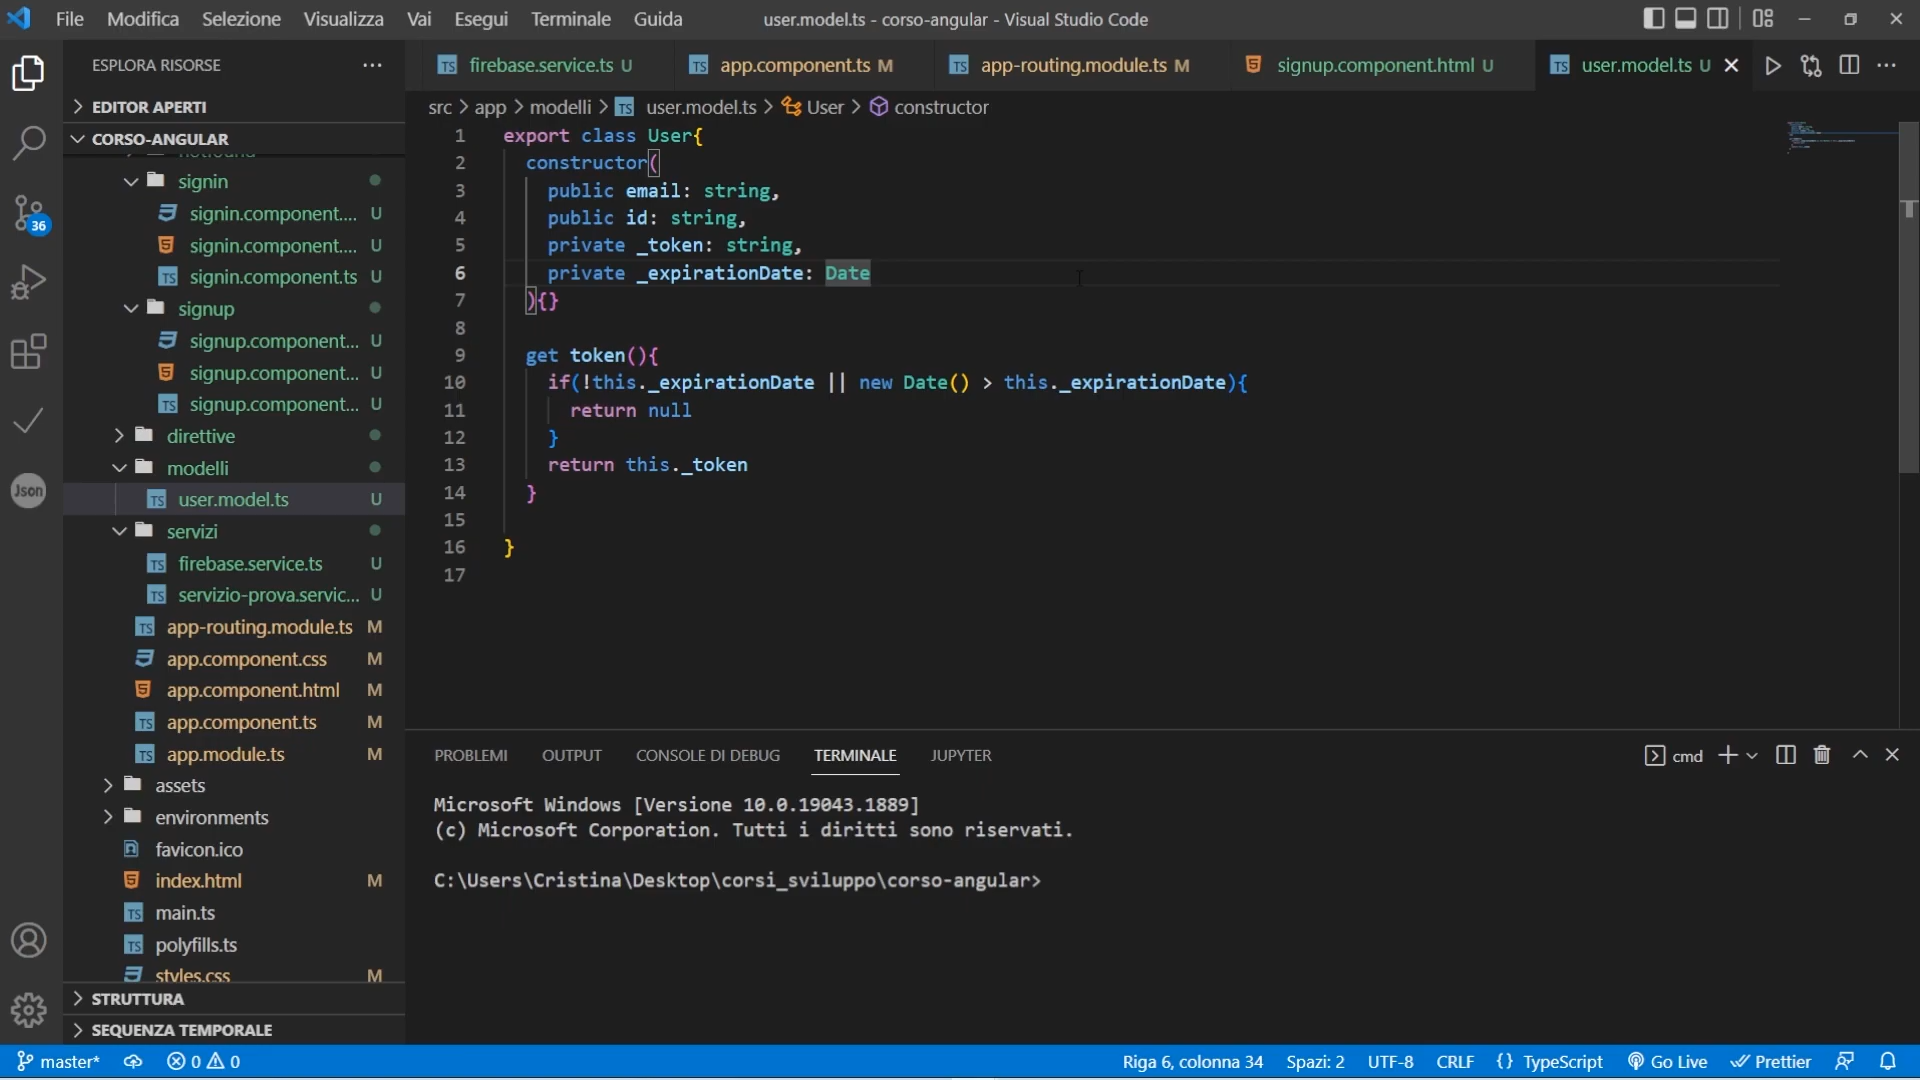 File Modifica Selezione Visualizza Vai Esegui Terminale Guida
user.model.ts - corso-angular - Visual Studio Code
ESPLORA RISORSE
EDITOR APERTI
CORSO-ANGULAR
signin
signin.component.... U
signin.component.... U
signin.component.ts U
signup
signup.component... U
signup.component... U
signup.component... U
direttive
modelli
user.model.ts U
servizi
firebase.service.ts U
servizio-prova.servic... U
app-routing.module.ts M
app.component.css M
app.component.html M
app.component.ts M
app.module.ts M
assets
environments
favicon.ico
index.html M
main.ts
polyfills.ts
styles.css M
STRUTTURA
SEQUENZA TEMPORALE
36
Json
TS firebase.service.ts U
TS app.component.ts M
TS app-routing.module.ts M
signup.component.html U
TS user.model.ts U
src > app > modelli > TS user.model.ts > User > constructor
1 export class User{
2 constructor(
3 public email: string,
4 public id: string,
5 private _token: string,
6 private _expirationDate: Date
7 ){}
8
9 get token(){
10 if(!this._expirationDate || new Date() > this._expirationDate){
11 return null
12 }
13 return this._token
14 }
15
16 }
17
PROBLEMI OUTPUT CONSOLE DI DEBUG TERMINALE JUPYTER
cmd
Microsoft Windows [Versione 10.0.19043.1889]
(c) Microsoft Corporation. Tutti i diritti sono riservati.
C:\Users\Cristina\Desktop\corsi_sviluppo\corso-angular>
master* 0 0
Riga 6, colonna 34 Spazi: 2 UTF-8 CRLF {} TypeScript Go Live Prettier